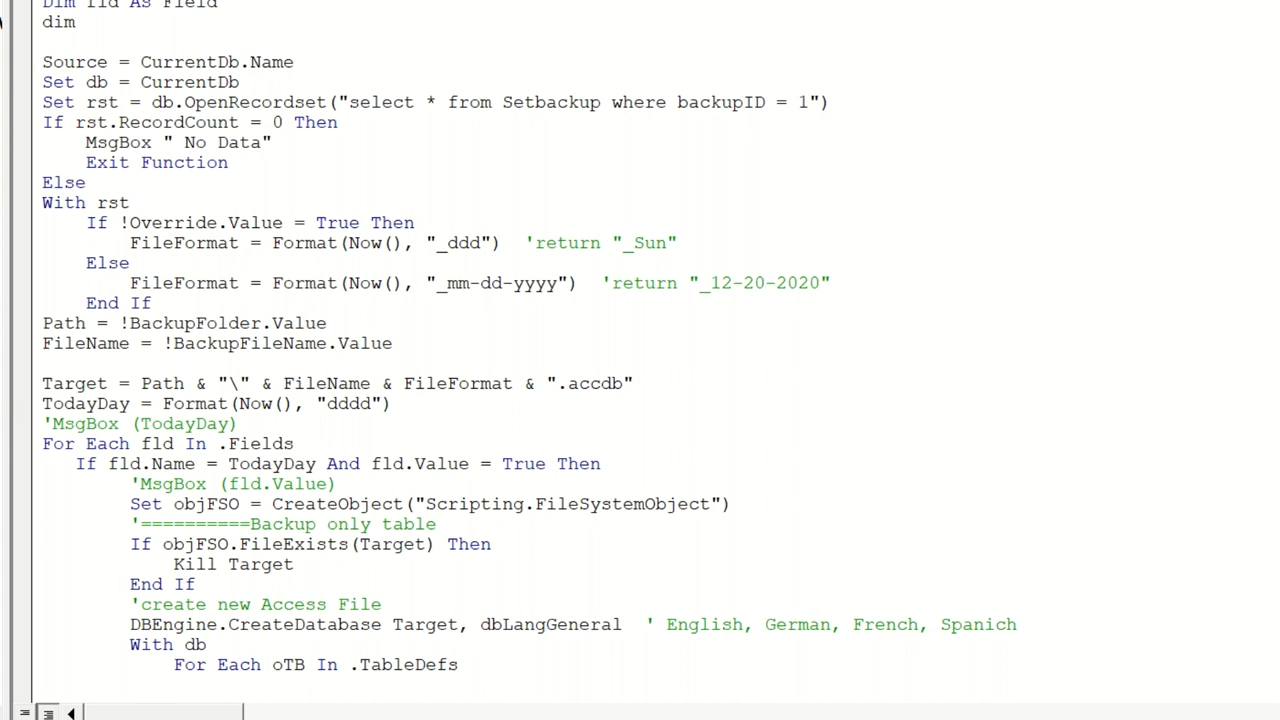 Dim fld As Field
dim
Source = CurrentDb.Name
Set db = CurrentDb
Set rst = db.OpenRecordset("select * from Setbackup where backupID = 1")
If rst.RecordCount = 0 Then
MsgBox " No Data"
Exit Function
Else
With rst
If !Override.Value = True Then
FileFormat = Format(Now(), "_ddd") 'return "_Sun"
Else
FileFormat = Format(Now(), "_mm-dd-yyyy") 'return "_12-20-2020"
End If
Path = !BackupFolder.Value
FileName = !BackupFileName.Value
Target = Path & "\" & FileName & FileFormat & ".accdb"
TodayDay = Format(Now(), "dddd")
'MsgBox (TodayDay)
For Each fld In .Fields
If fld.Name = TodayDay And fld.Value = True Then
'MsgBox (fld.Value)
Set objFSO = CreateObject("Scripting.FileSystemObject")
'==========Backup only table
If objFSO.FileExists(Target) Then
Kill Target
End If
'create new Access File
DBEngine.CreateDatabase Target, dbLangGeneral ' English, German, French, Spanich
With db
For Each oTB In .TableDefs